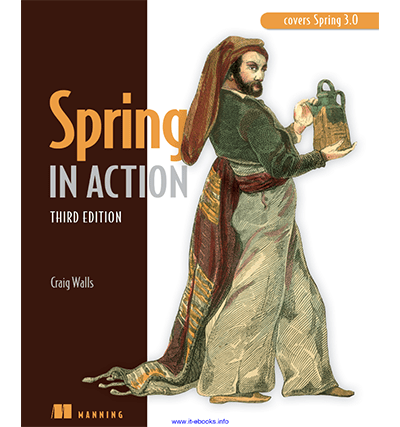 covers Spring 3.0
Spring
IN ACTION
THIRD EDITION
Craig Walls
MANNING
www.it-ebooks.info